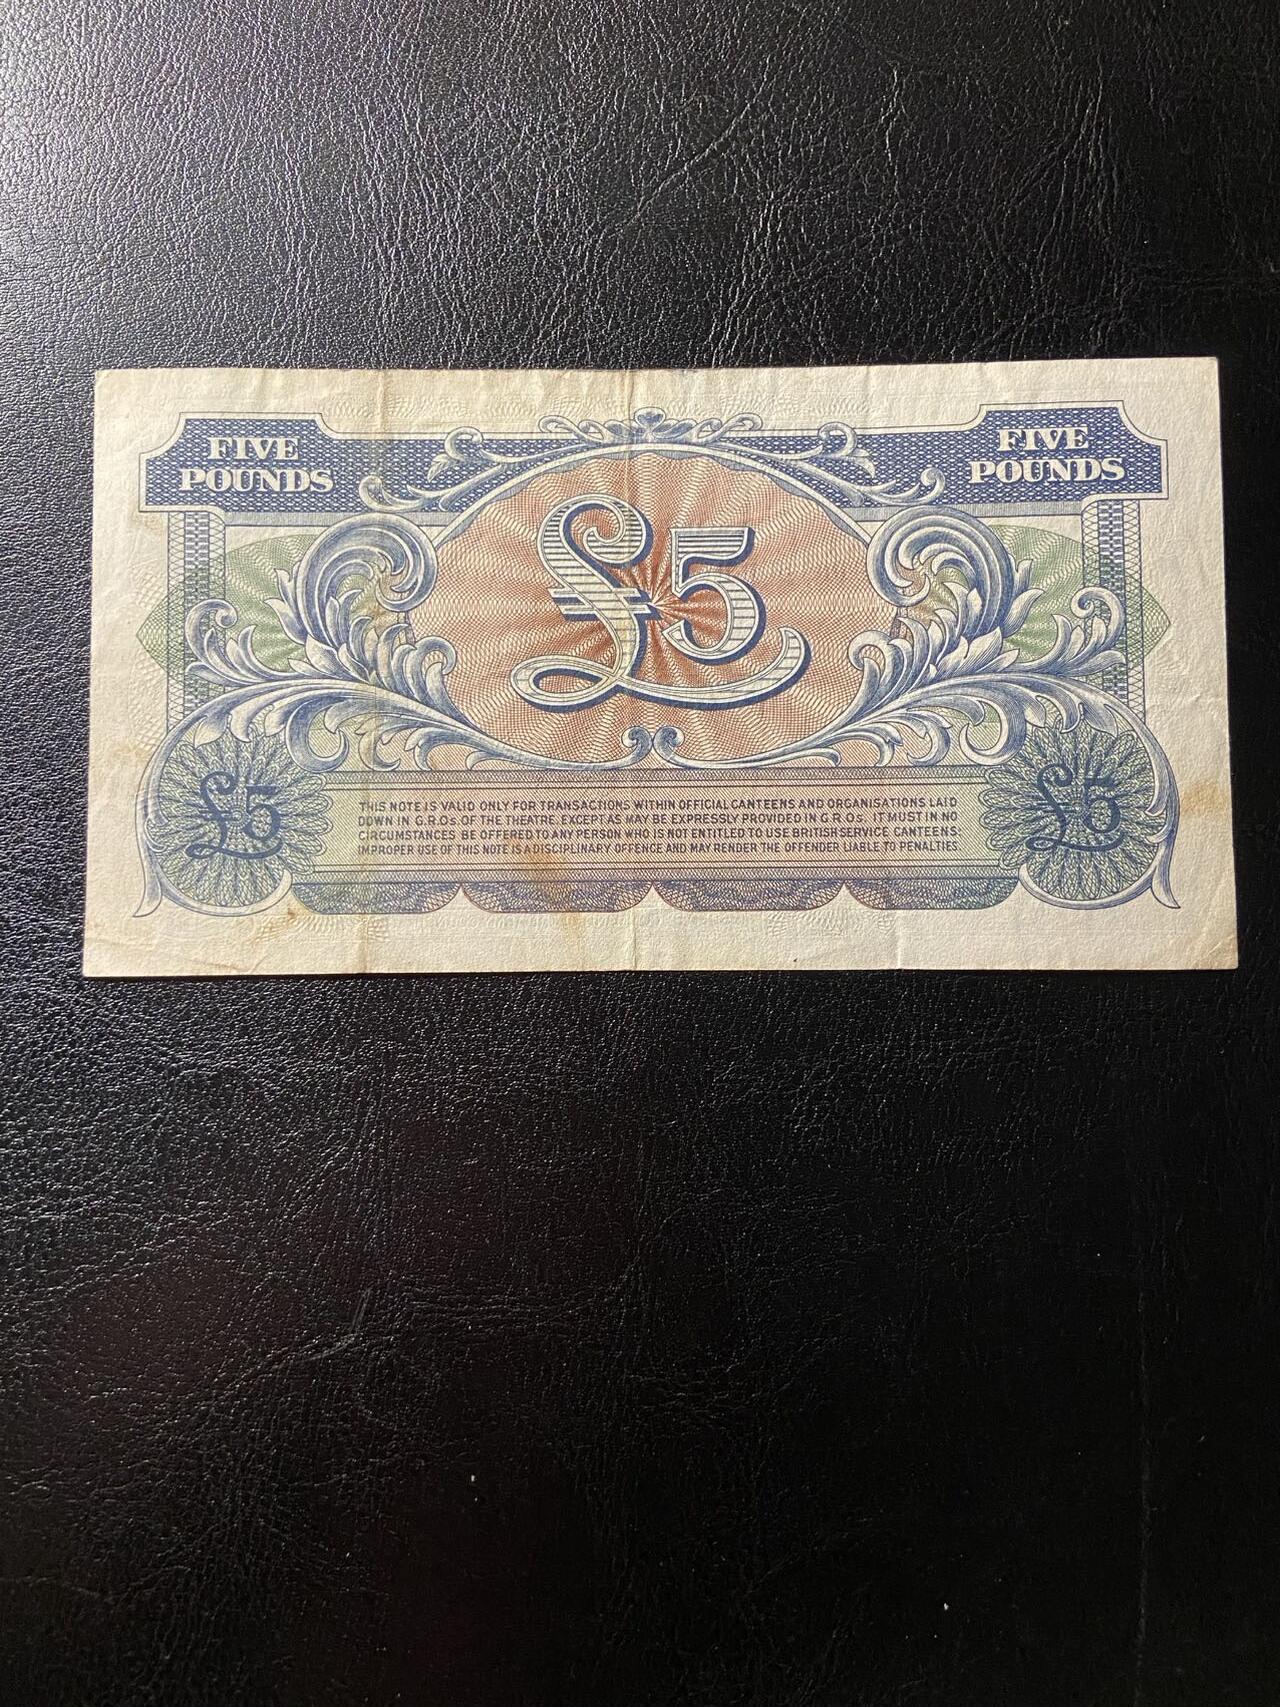 FIVE
POUNDS
FIVE
POUNDS
£5
£5
£5
THIS NOTE IS VALID ONLY FOR TRANSACTIONS WITHIN OFFICIAL CANTEENS AND ORGANISATIONS LAID
DOWN IN G.R.Os. OF THE THEATRE. EXCEPT AS MAY BE EXPRESSLY PROVIDED IN G.R.Os. IT MUST IN NO
CIRCUMSTANCES BE OFFERED TO ANY PERSON WHO IS NOT ENTITLED TO USE BRITISH SERVICE CANTEENS.
IMPROPER USE OF THIS NOTE IS A DISCIPLINARY OFFENCE AND MAY RENDER THE OFFENDER LIABLE TO PENALTIES.